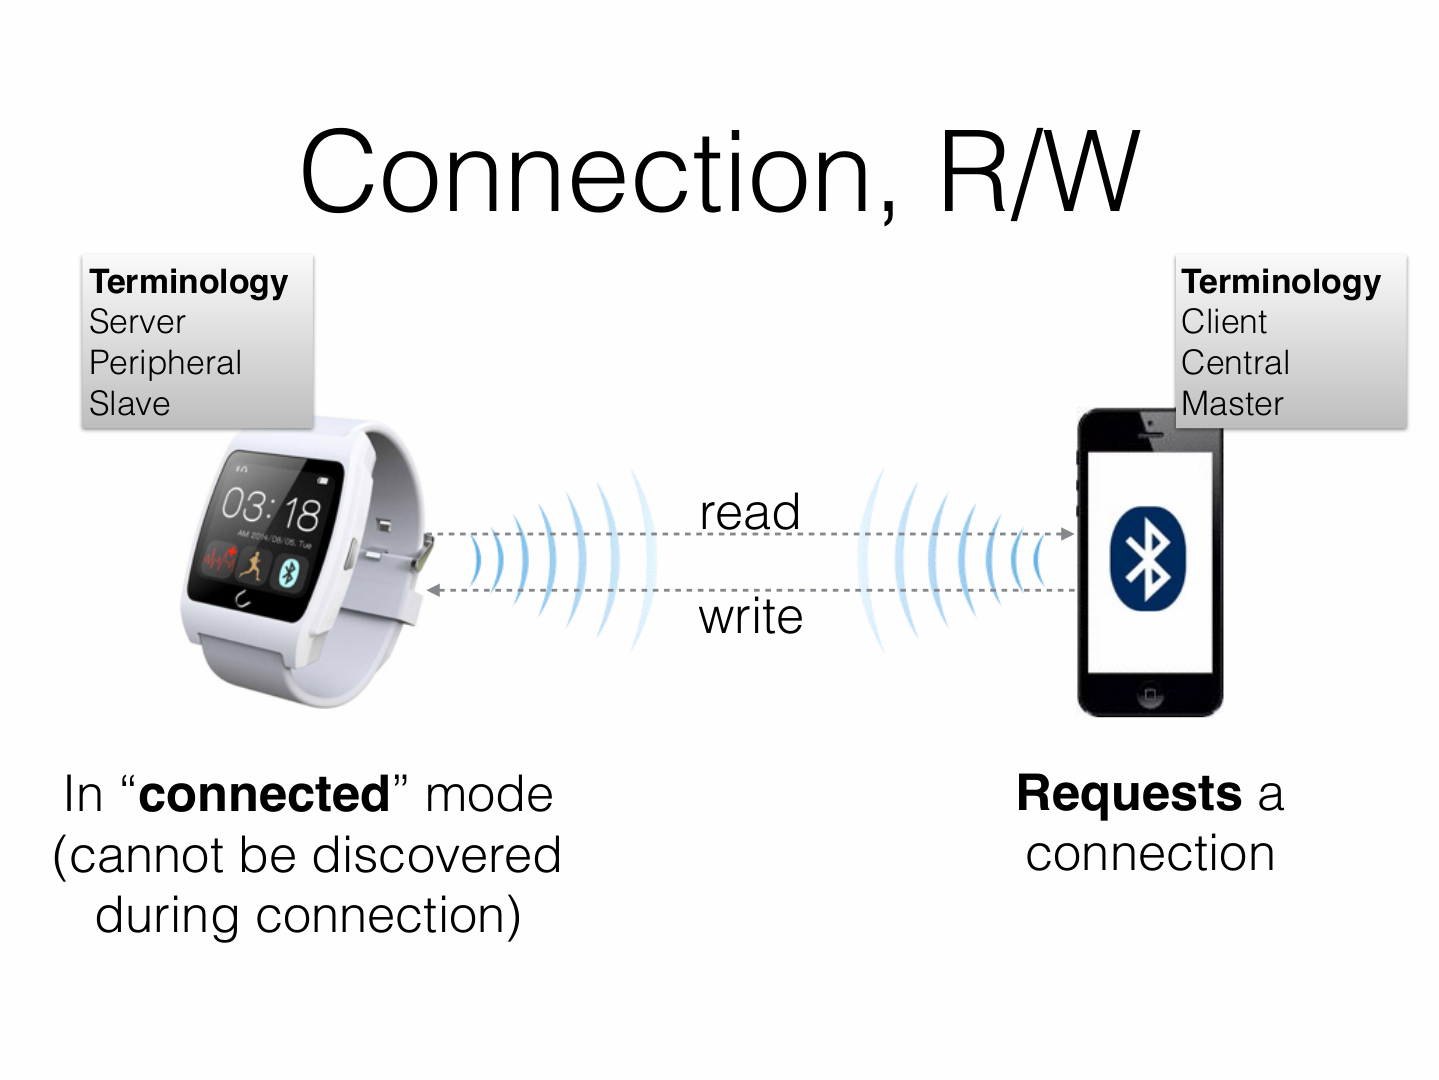 Connection, R/W
Terminology
Server
Peripheral
Slave
Terminology
Client
Central
Master
03:18
AM 2014/08/05. Tue
read
write
In “connected” mode
(cannot be discovered
during connection)
Requests a
connection